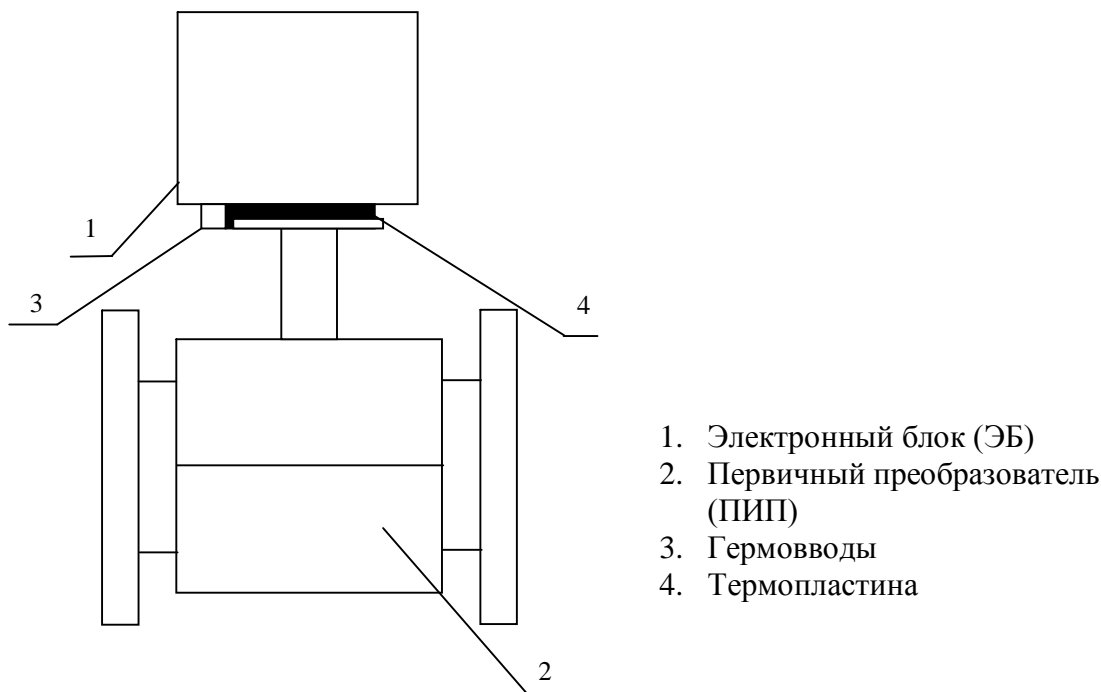 1
3
4
1. Электронный блок (ЭБ)
2. Первичный преобразователь
(ПИП)
3. Гермовводы
4. Термопластина
2